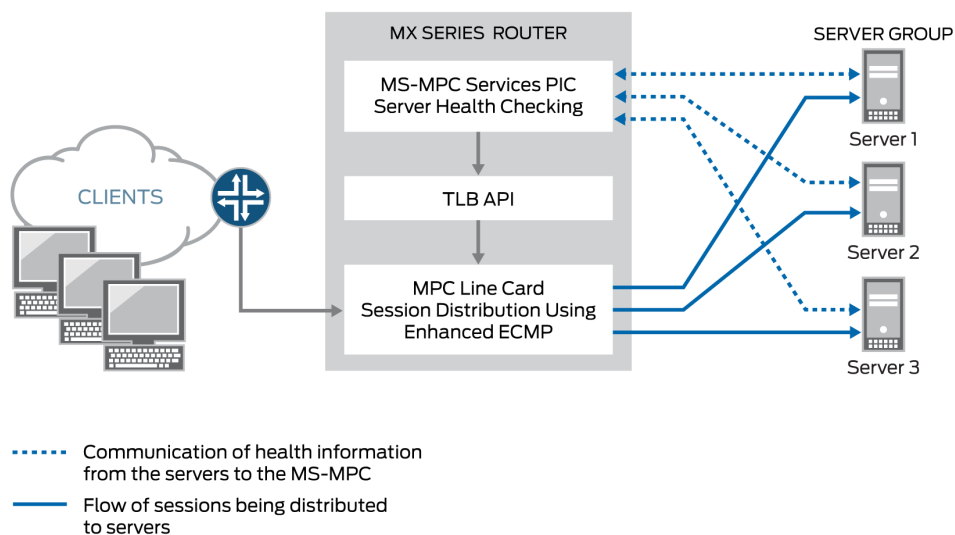 MX SERIES ROUTER
SERVER GROUP
MS-MPC Services PIC
Server Health Checking
Server 1
CLIENTS
TLB API
Server 2
MPC Line Card
Session Distribution Using
Enhanced ECMP
Server 3
Communication of health information
from the servers to the MS-MPC
Flow of sessions being distributed
to servers